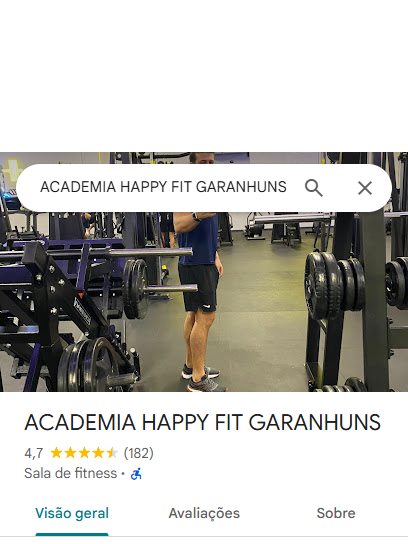 ACADEMIA HAPPY FIT GARANHUNS
ACADEMIA HAPPY FIT GARANHUNS
4,7 (182)
Sala de fitness ·
Visão geral Avaliações Sobre